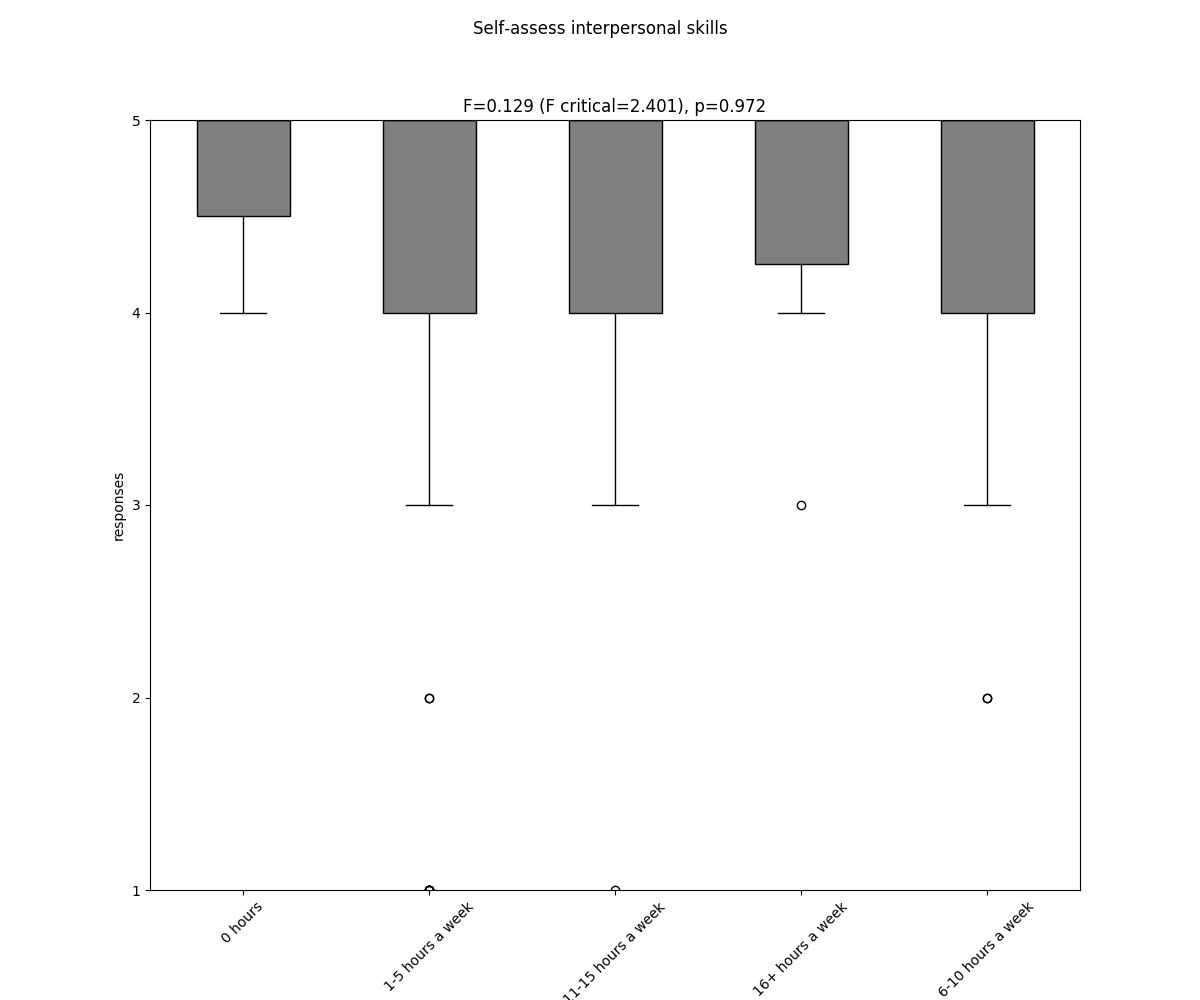 Self-assess interpersonal skills
F=0.129 (F critical=2.401), p=0.972
5
4
3
2
1
responses
0 hours
1-5 hours a week
11-15 hours a week
16+ hours a week
6-10 hours a week